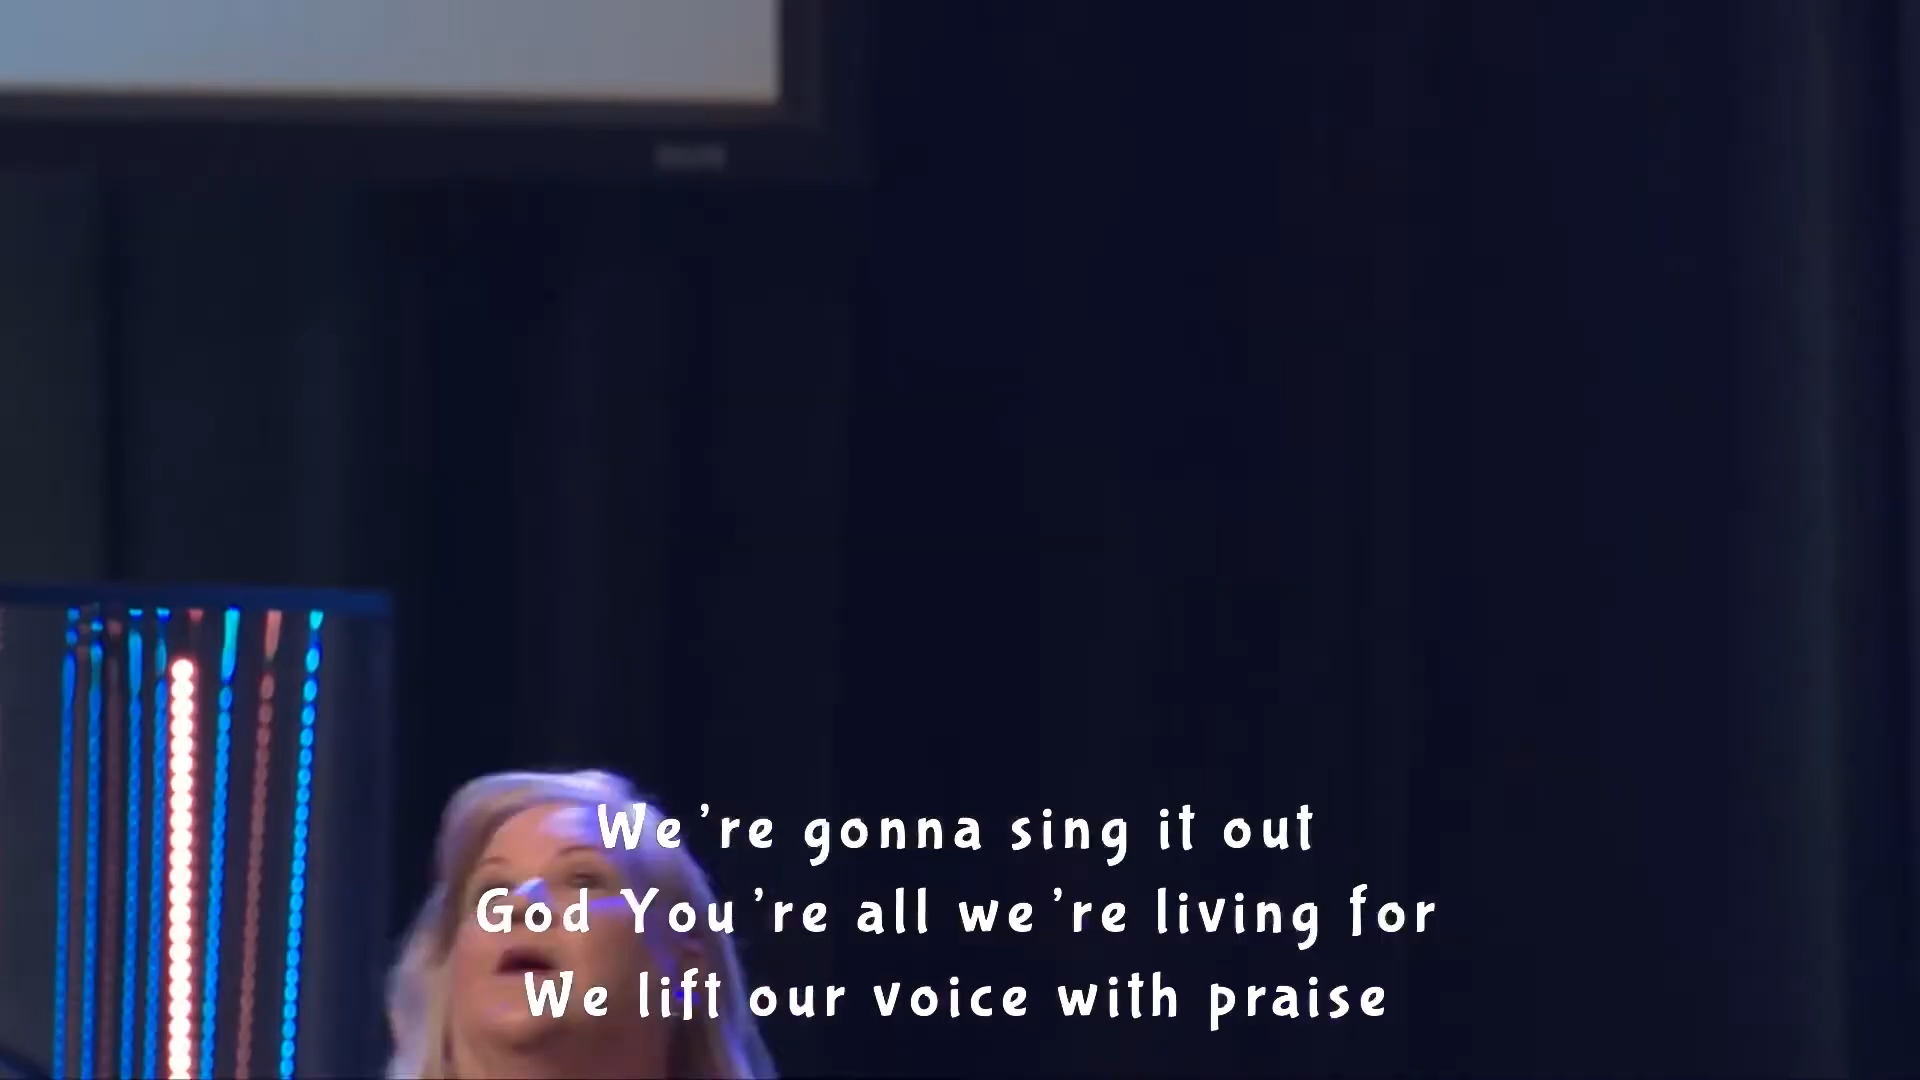 We're gonna sing it out
God You're all we're living for
We lift our voice with praise